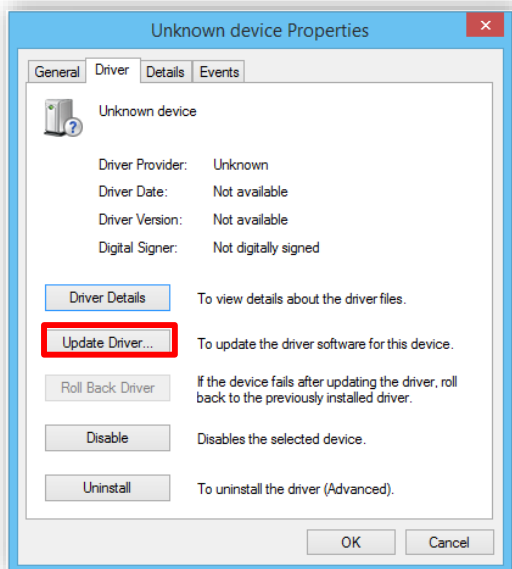 Unknown device Properties
General Driver Details Events
Unknown device
Driver Provider: Unknown
Driver Date: Not available
Driver Version: Not available
Digital Signer: Not digitally signed
Driver Details To view details about the driver files.
Update Driver... To update the driver software for this device.
Roll Back Driver If the device fails after updating the driver, roll
back to the previously installed driver.
Disable Disables the selected device.
Uninstall To uninstall the driver (Advanced).
OK Cancel